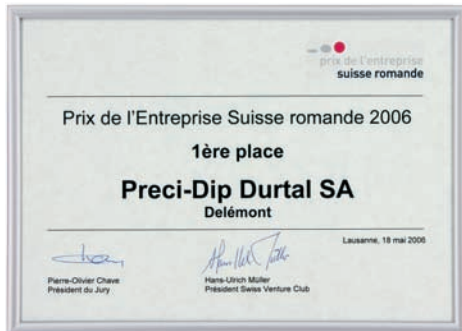 prix de l'entreprise
suisse romande
Prix de l'Entreprise Suisse romande 2006
1ère place
Preci-Dip Durtal SA
Delémont
Lausanne, 18 mai 2006
Pierre-Olivier Chave
Président du Jury
Hans-Ulrich Müller
Président Swiss Venture Club